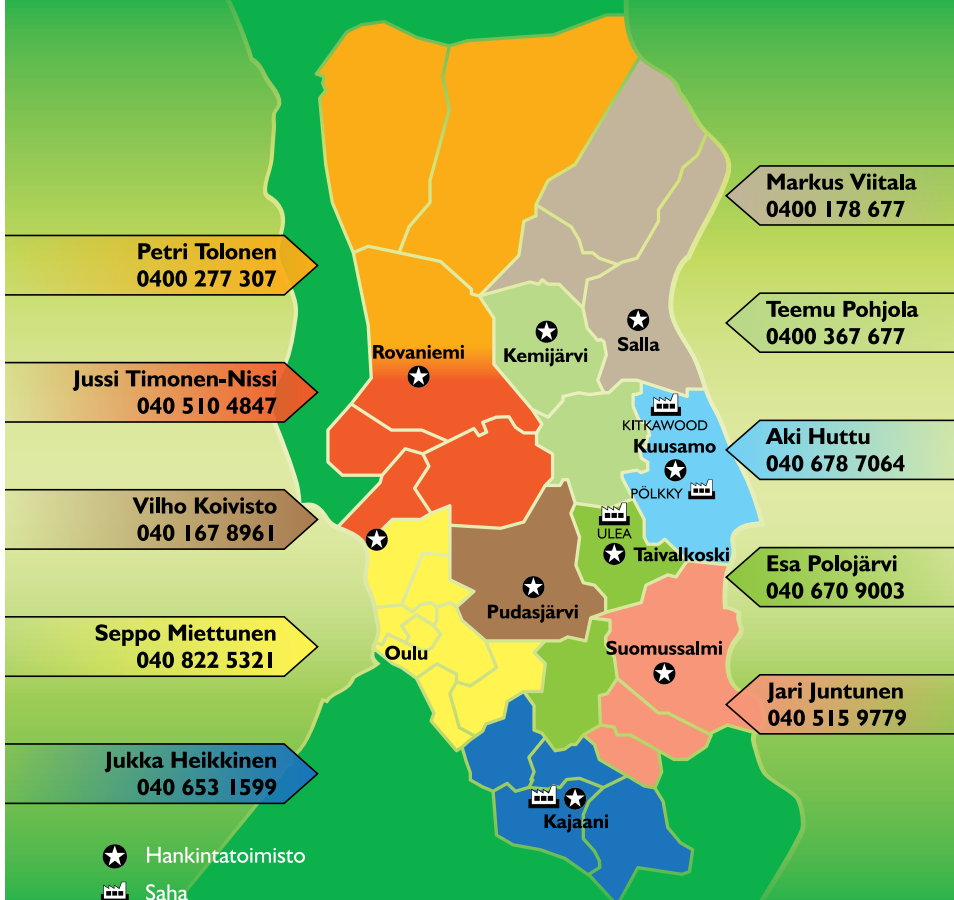 Markus Viitala
0400 178 677
Petri Tolonen
0400 277 307
Teemu Pohjola
0400 367 677
Jussi Timonen-Nissi
040 510 4847
Aki Huttu
040 678 7064
Vilho Koivisto
040 167 8961
Esa Polojärvi
040 670 9003
Seppo Miettunen
040 822 5321
Jari Juntunen
040 515 9779
Jukka Heikkinen
040 653 1599
Rovaniemi
Kemijärvi
Salla
KITKAWOOD
Kuusamo
PÖLKKY
ULEA
Taivalkoski
Pudasjärvi
Oulu
Suomussalmi
Kajaani
Hankintatoimisto
Saha